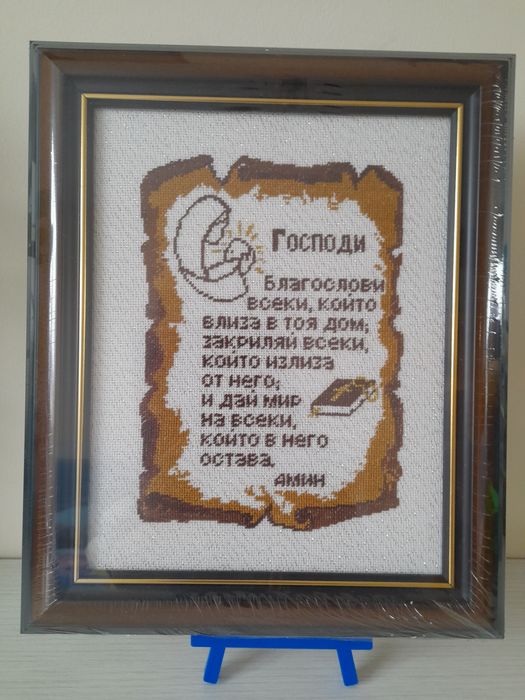 Господи
Благослови
всеки, който
влиза в тоя дом;
закриляй всеки,
който излиза
от него;
и дай мир
на всеки,
който в него
остава.
амин